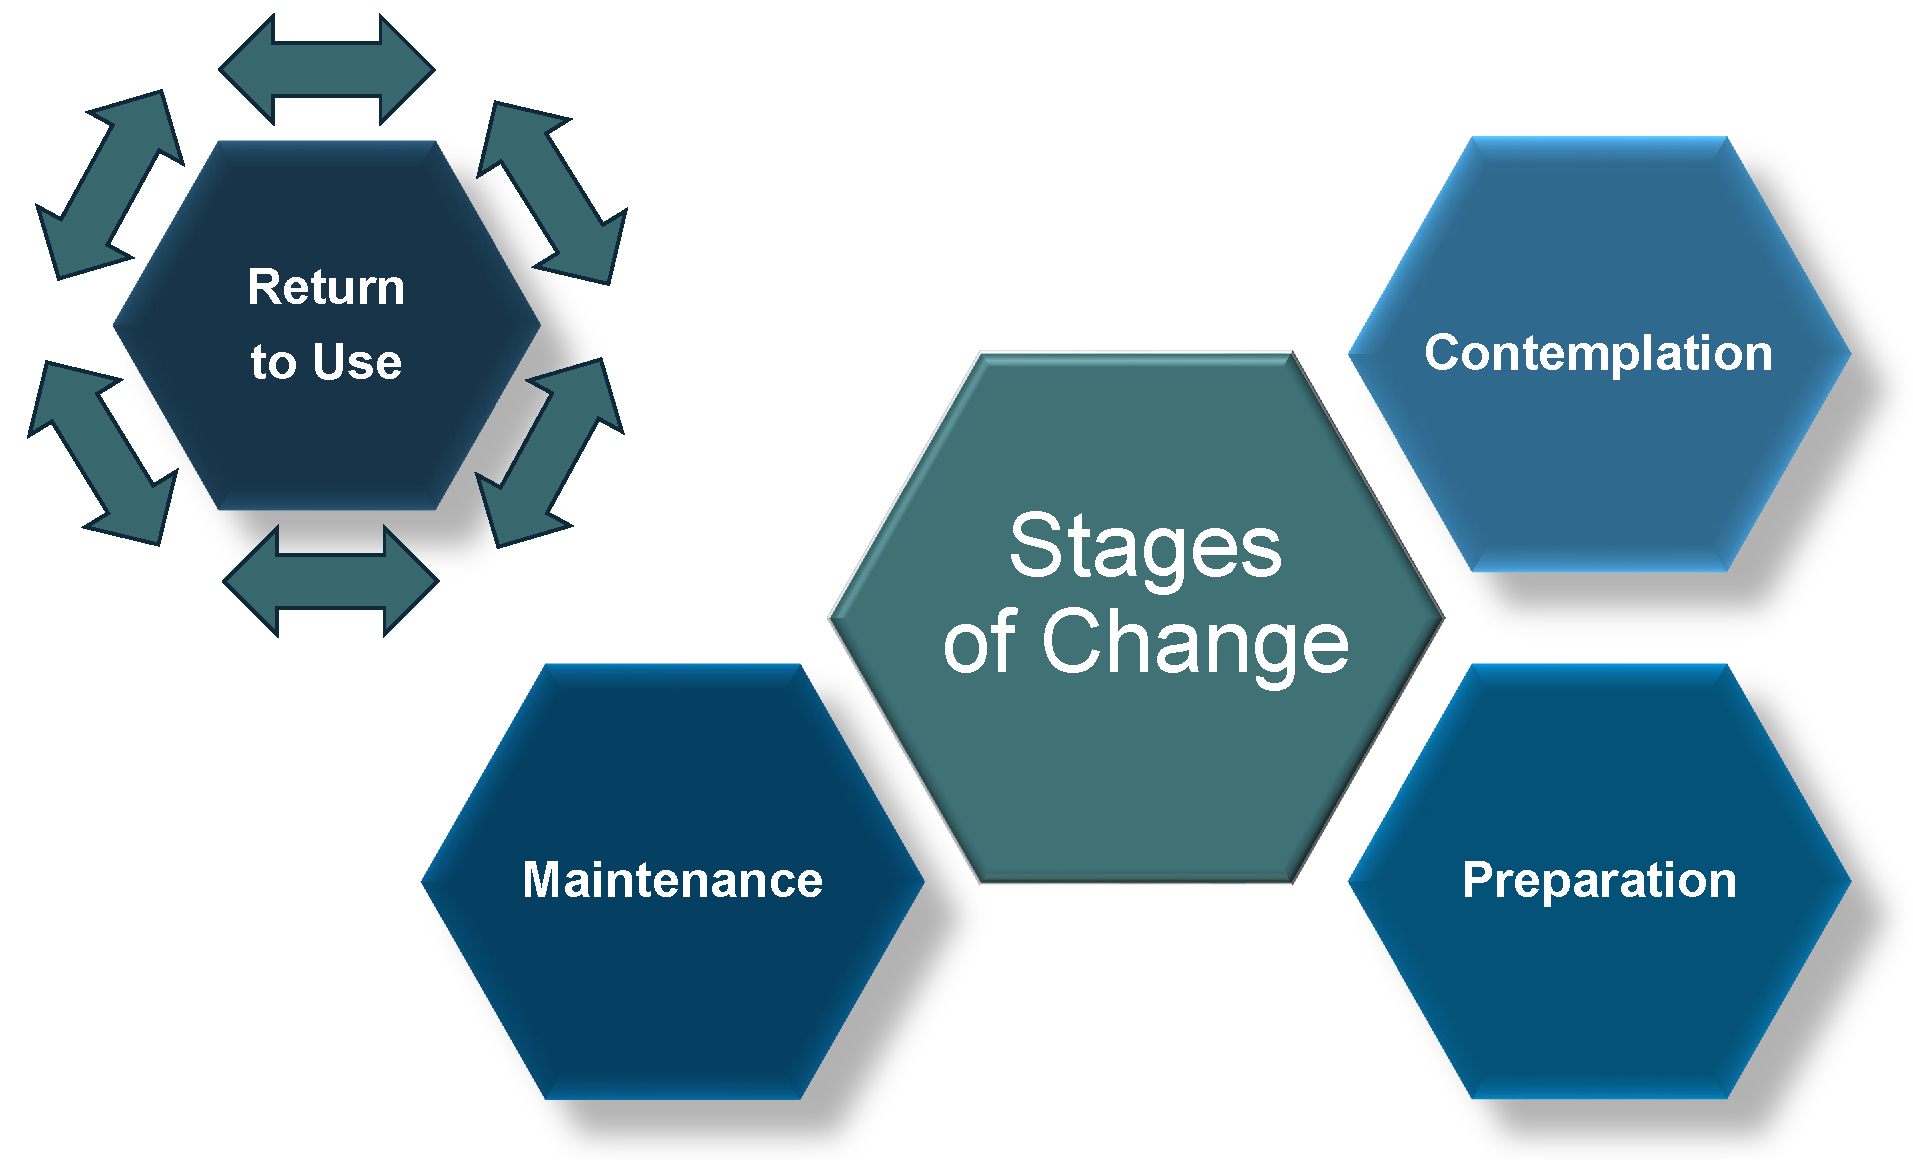 Return
to Use
Contemplation
Stages
of Change
Maintenance
Preparation